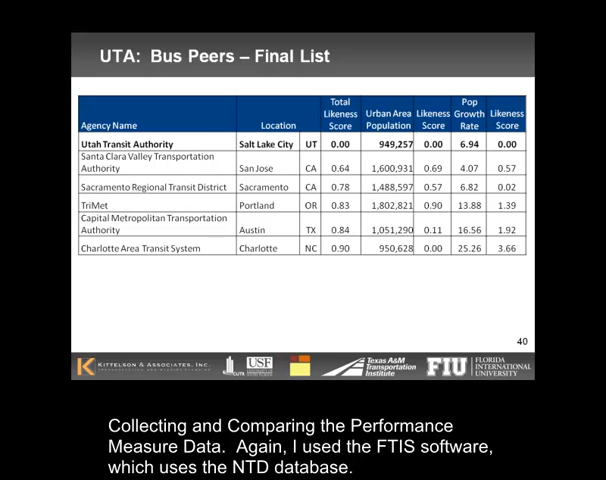 UTA:  Bus Peers – Final List
Agency Name Location Total Likeness Score Urban Area Population Likeness Score Pop Growth Rate Likeness Score
Utah Transit Authority Salt Lake City UT 0.00 949,257 0.00 6.94 0.00
Santa Clara Valley Transportation Authority San Jose CA 0.64 1,600,931 0.69 4.07 0.57
Sacramento Regional Transit District Sacramento CA 0.78 1,488,597 0.57 6.82 0.02
TriMet Portland OR 0.83 1,802,821 0.90 13.88 1.39
Capital Metropolitan Transportation Authority Austin TX 0.84 1,051,290 0.11 16.56 1.92
Charlotte Area Transit System Charlotte NC 0.90 950,628 0.00 25.26 3.66
40
KITTELSON & ASSOCIATES, INC.
CUTR
USF
Texas A&M Transportation Institute
FIU FLORIDA INTERNATIONAL UNIVERSITY
Collecting and Comparing the Performance
Measure Data.  Again, I used the FTIS software,
which uses the NTD database.